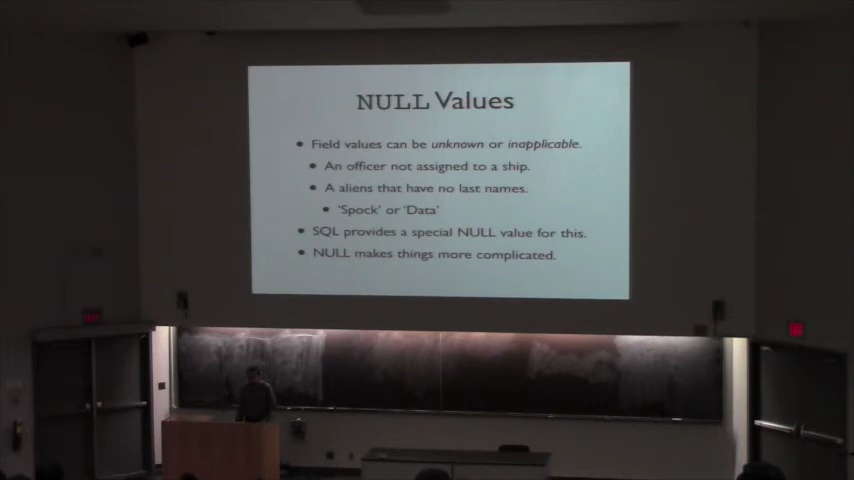 NULL Values
• Field values can be unknown or inapplicable.
• An officer not assigned to a ship.
• A aliens that have no last names.
• 'Spock' or 'Data'
• SQL provides a special NULL value for this.
• NULL makes things more complicated.